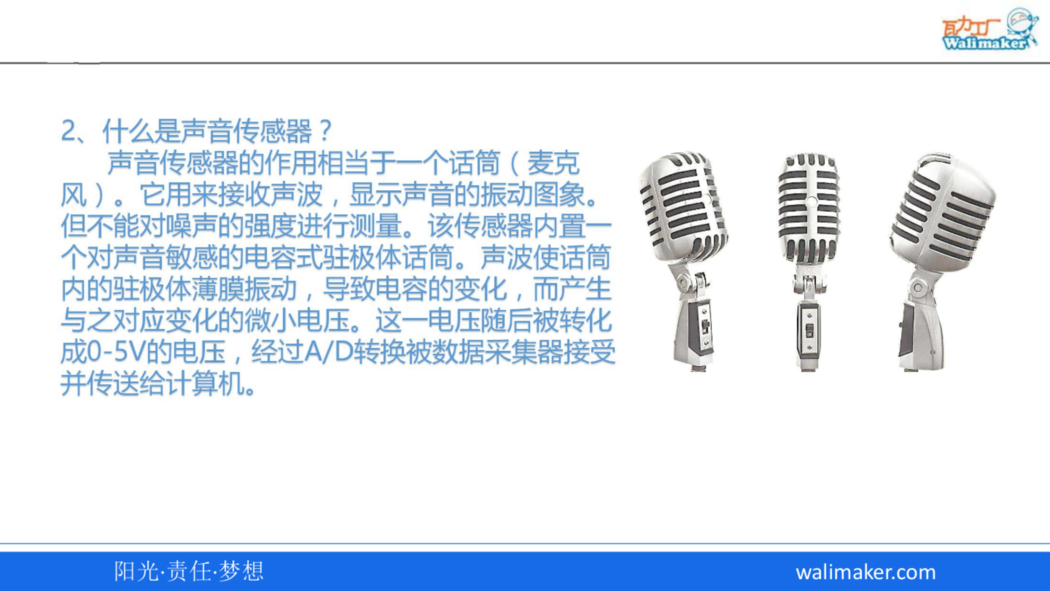 瓦力工厂
Walimaker
2、什么是声音传感器？
声音传感器的作用相当于一个话筒（麦克
风）。它用来接收声波，显示声音的振动图象。
但不能对噪声的强度进行测量。该传感器内置一
个对声音敏感的电容式驻极体话筒。声波使话筒
内的驻极体薄膜振动，导致电容的变化，而产生
与之对应变化的微小电压。这一电压随后被转化
成0-5V的电压，经过A/D转换被数据采集器接受
并传送给计算机。
阳光·责任·梦想
walimaker.com